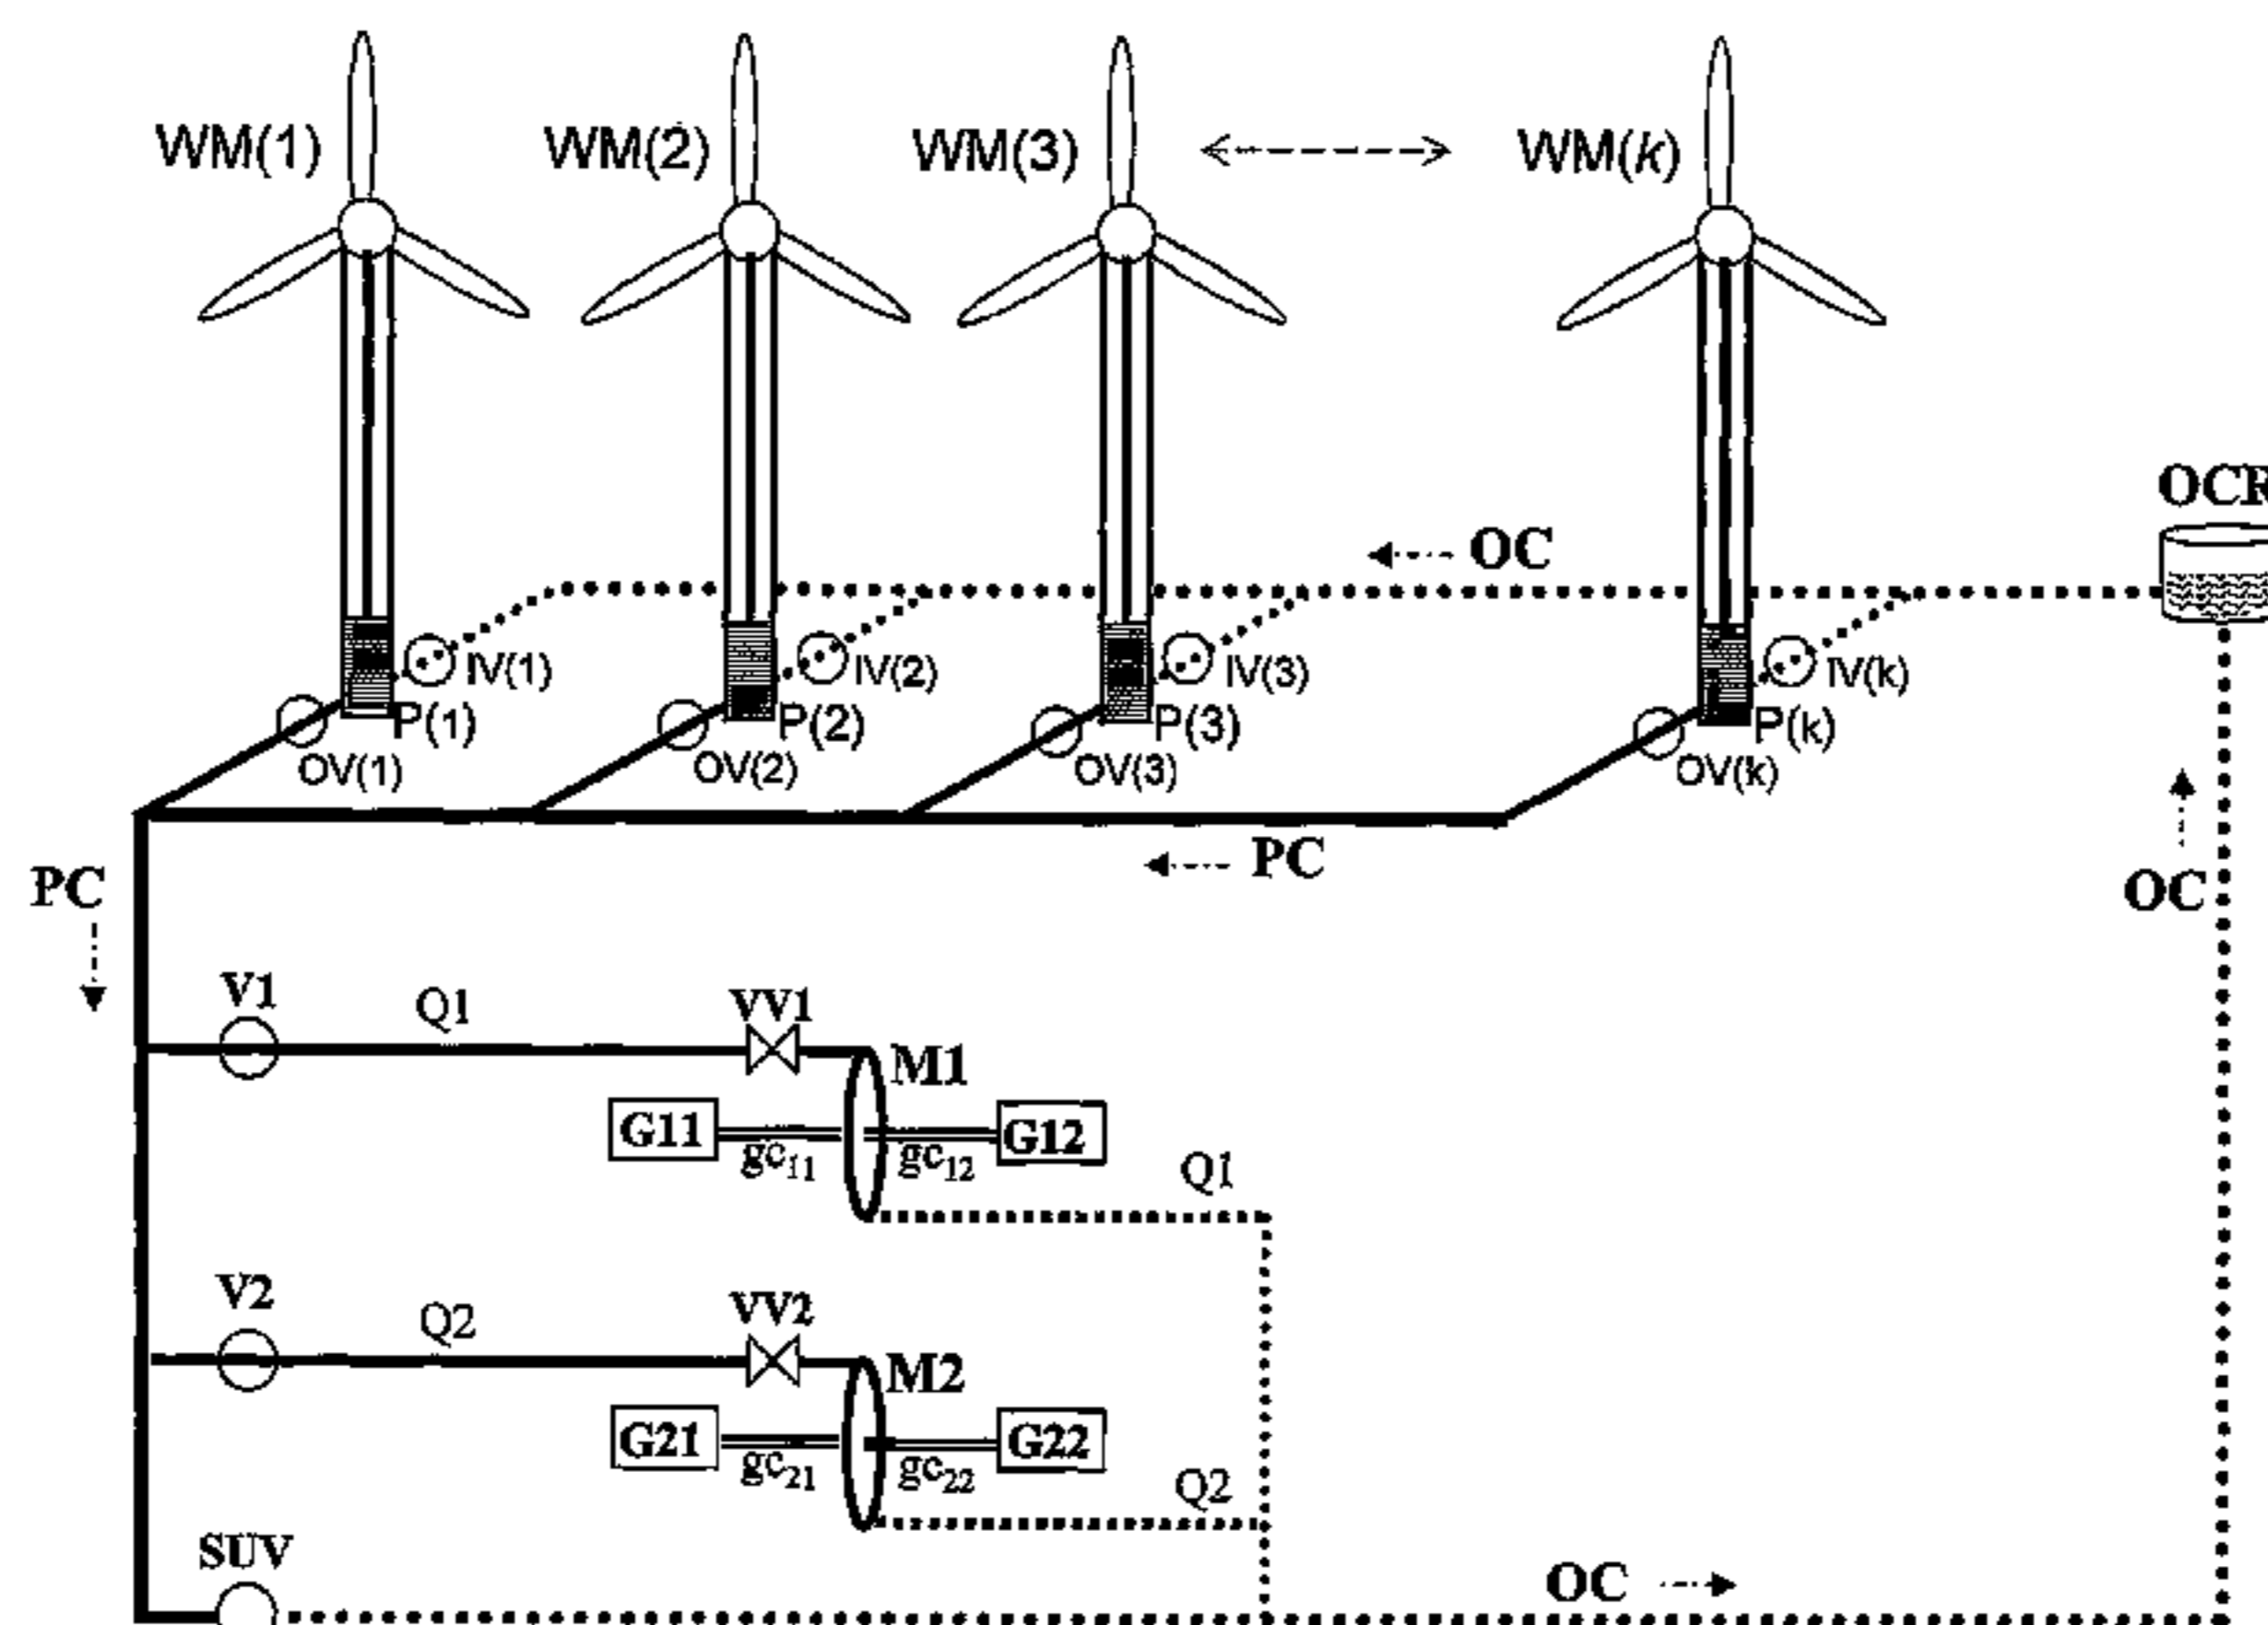 WM(1) WM(2) WM(3) WM(k)
OCR
OC
IV(1) IV(2) IV(3) IV(k)
P(1) P(2) P(3) P(k)
OV(1) OV(2) OV(3) OV(k)
PC PC OC
V1 Q1 VV1
M1
G11 gc11 gc12 G12
Q1
V2 Q2 VV2
M2
G21 gc21 gc22 G22
Q2
SUV
OC